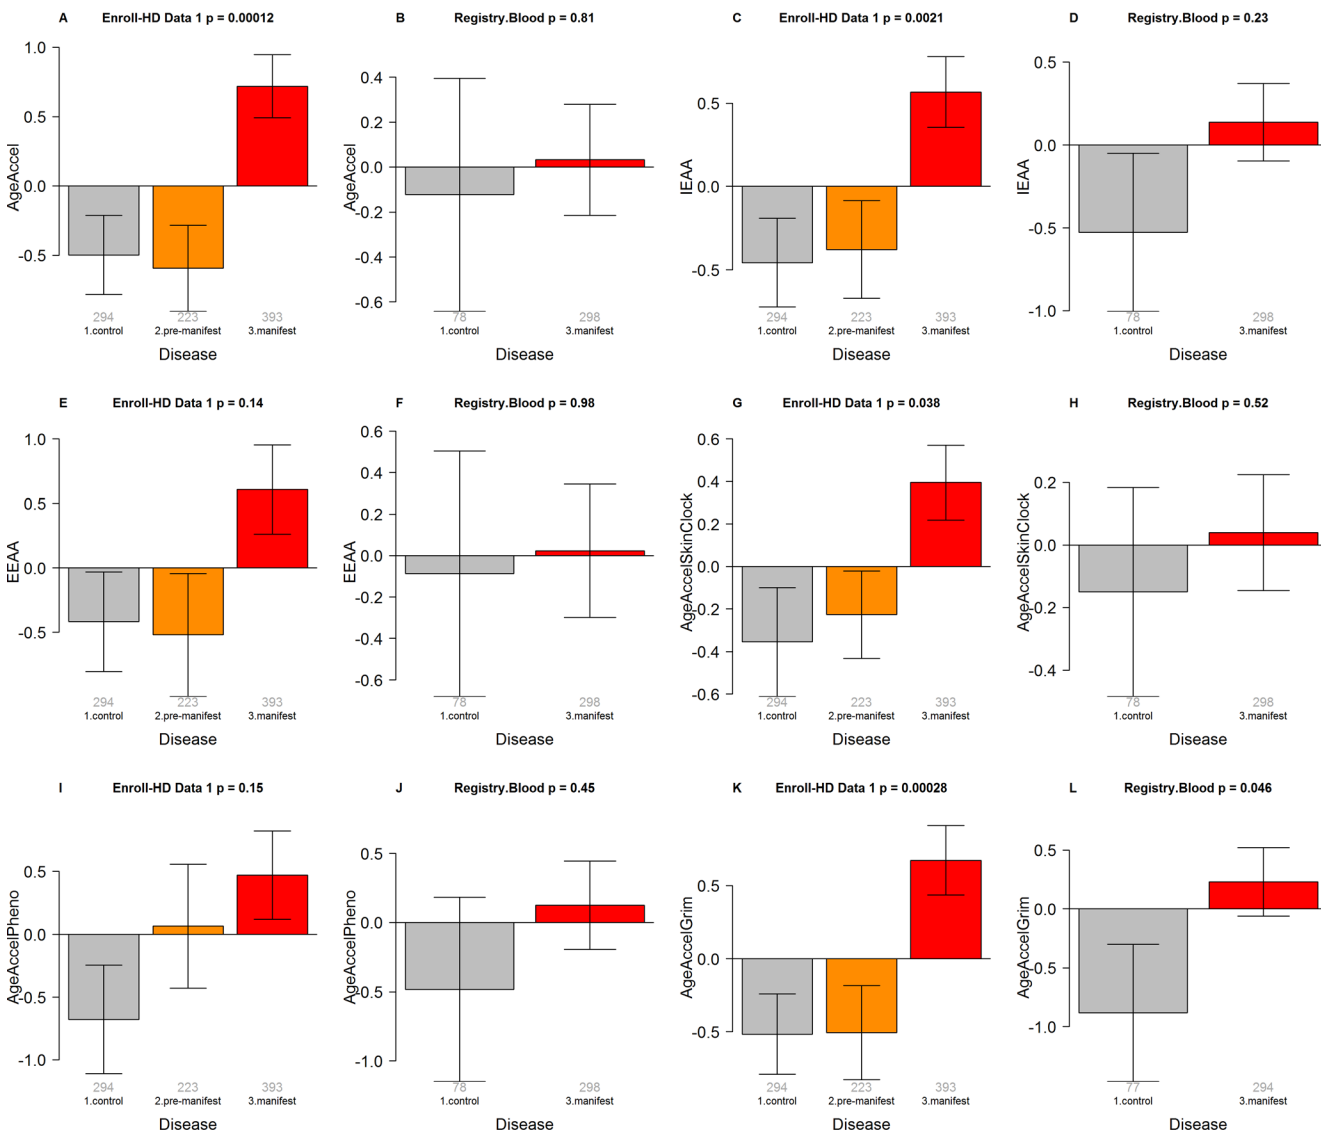 A Enroll-HD Data 1 p = 0.00012
AgeAccel
1.0
0.5
0.0
-0.5
294 223 393
1.control 2.pre-manifest 3.manifest
Disease
B Registry.Blood p = 0.81
AgeAccel
0.4
0.2
0.0
-0.2
-0.4
-0.6
78 298
1.control 3.manifest
Disease
C Enroll-HD Data 1 p = 0.0021
IEAA
0.5
0.0
-0.5
294 223 393
1.control 2.pre-manifest 3.manifest
Disease
D Registry.Blood p = 0.23
IEAA
0.5
0.0
-0.5
-1.0
78 298
1.control 3.manifest
Disease
E Enroll-HD Data 1 p = 0.14
EEAA
1.0
0.5
0.0
-0.5
294 223 393
1.control 2.pre-manifest 3.manifest
Disease
F Registry.Blood p = 0.98
EEAA
0.6
0.4
0.2
0.0
-0.2
-0.4
-0.6
78 298
1.control 3.manifest
Disease
G Enroll-HD Data 1 p = 0.038
AgeAccelSkinClock
0.6
0.4
0.2
0.0
-0.2
-0.4
-0.6
294 223 393
1.control 2.pre-manifest 3.manifest
Disease
H Registry.Blood p = 0.52
AgeAccelSkinClock
0.2
0.0
-0.2
-0.4
78 298
1.control 3.manifest
Disease
I Enroll-HD Data 1 p = 0.15
AgeAccelPheno
0.5
0.0
-0.5
-1.0
294 223 393
1.control 2.pre-manifest 3.manifest
Disease
J Registry.Blood p = 0.45
AgeAccelPheno
0.5
0.0
-0.5
-1.0
78 298
1.control 3.manifest
Disease
K Enroll-HD Data 1 p = 0.00028
AgeAccelGrim
0.5
0.0
-0.5
294 223 393
1.control 2.pre-manifest 3.manifest
Disease
L Registry.Blood p = 0.046
AgeAccelGrim
0.5
0.0
-0.5
-1.0
77 294
1.control 3.manifest
Disease